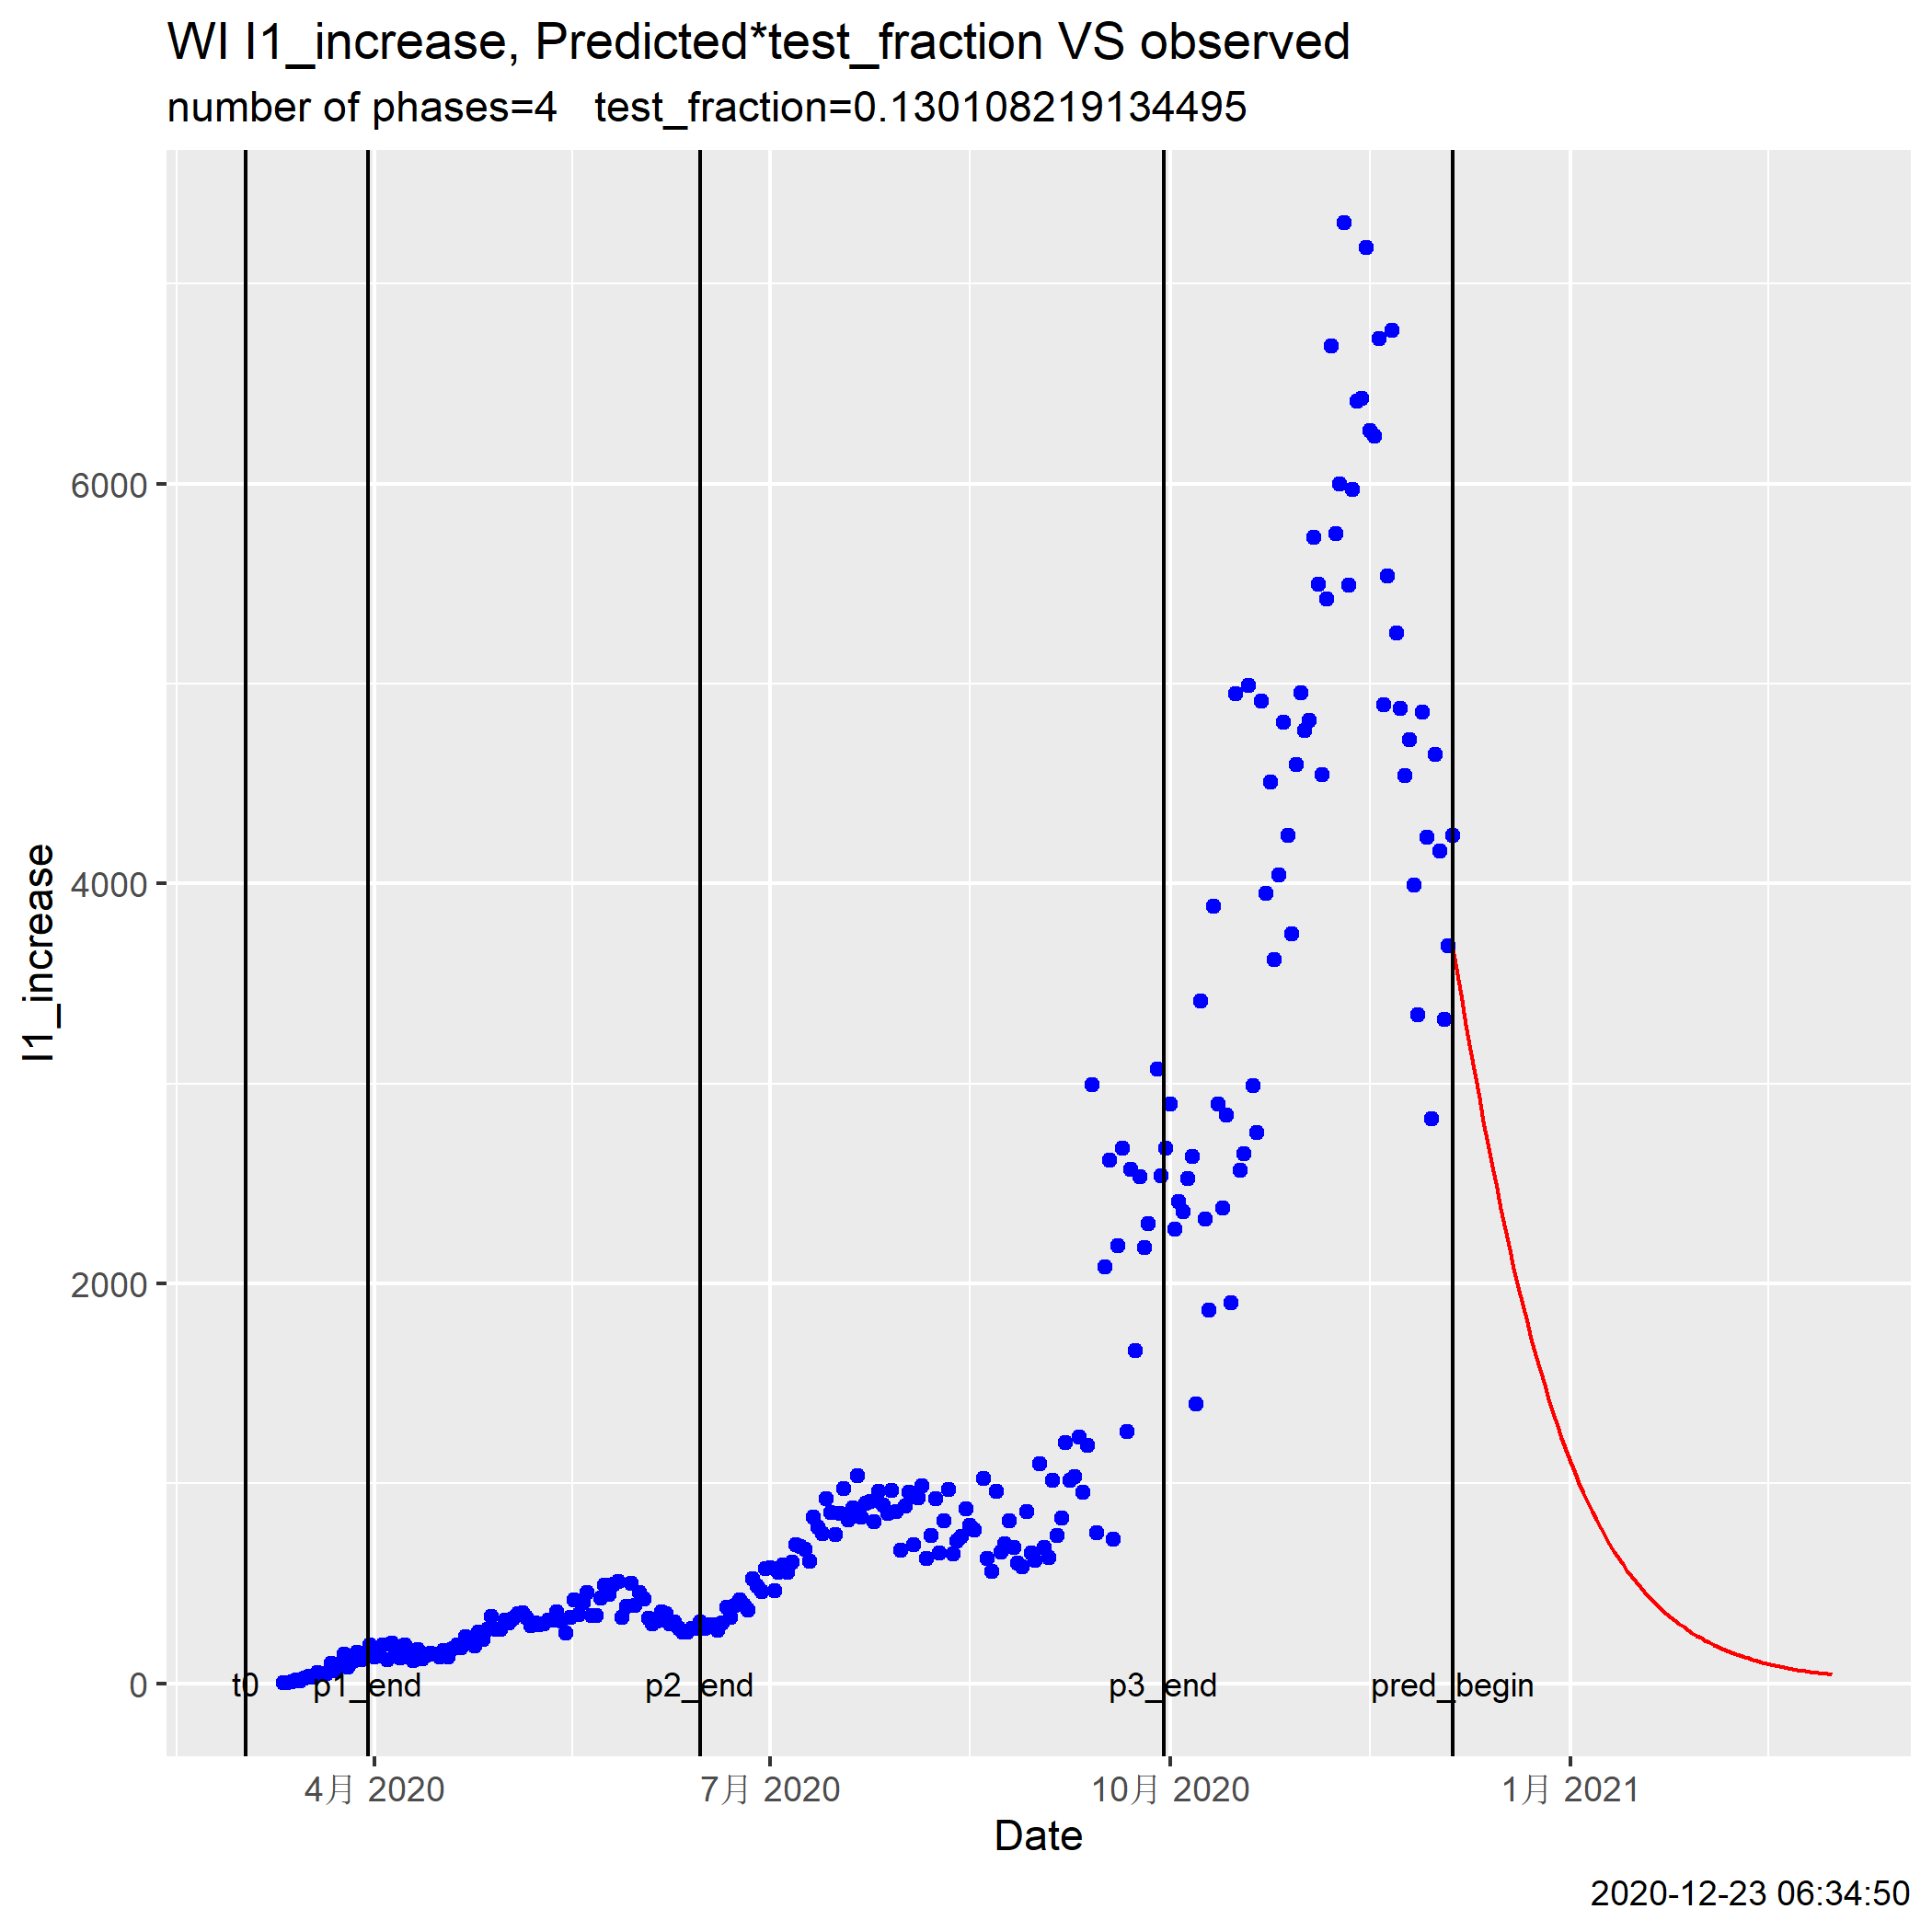 WI I1_increase, Predicted*test_fraction VS observed
number of phases=4   test_fraction=0.130108219134495
I1_increase
6000
4000
2000
0
t0
p1_end
p2_end
p3_end
pred_begin
4月 2020
7月 2020
10月 2020
1月 2021
Date
2020-12-23 06:34:50